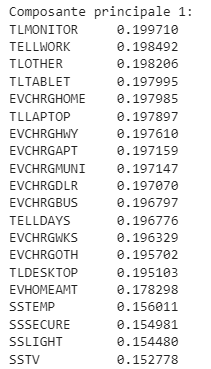 Composante principale 1:
TLMONITOR 0.199710
TELLWORK 0.198492
TLOTHER 0.198206
TLTABLET 0.197995
EVCHRGHOME 0.197985
TLLAPTOP 0.197897
EVCHRGHWY 0.197610
EVCHRGAPT 0.197159
EVCHRGMUNI 0.197147
EVCHRGDLR 0.197070
EVCHRGBUS 0.196797
TELLDAYS 0.196776
EVCHRGWKS 0.196329
EVCHRGOTH 0.195702
TLDESKTOP 0.195103
EVHOMEAMT 0.178298
SSTEMP 0.156011
SSSECURE 0.154981
SSLIGHT 0.154480
SSTV 0.152778